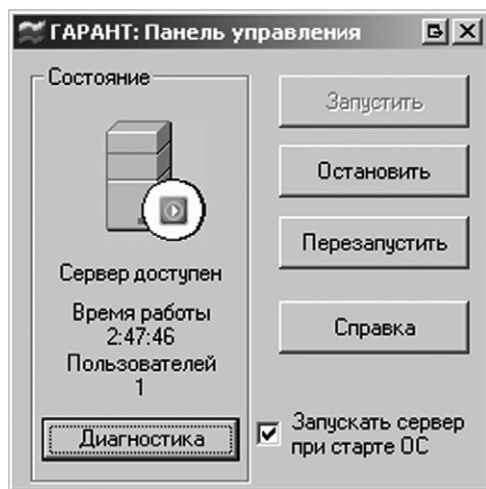 ГАРАНТ: Панель управления
Состояние
Сервер доступен
Время работы
2:47:46
Пользователей
1
Диагностика
Запустить
Остановить
Перезапустить
Справка
Запускать сервер
при старте ОС